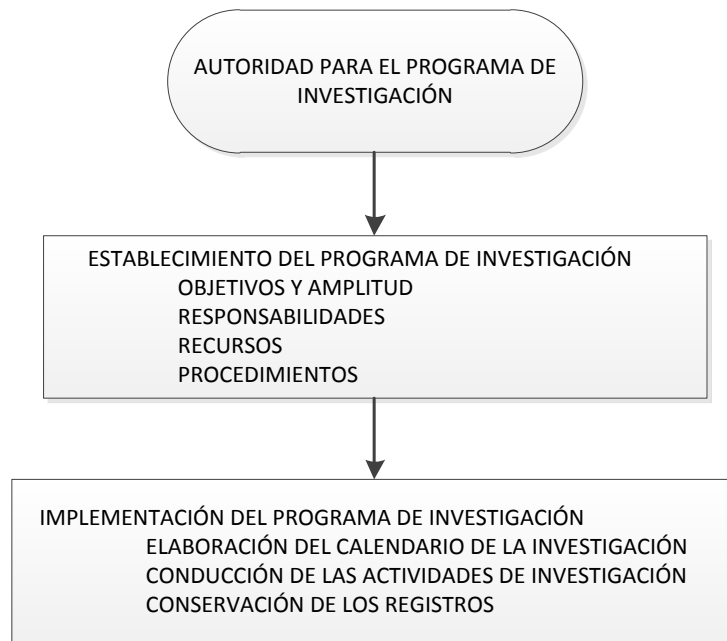 AUTORIDAD PARA EL PROGRAMA DE
INVESTIGACIÓN
ESTABLECIMIENTO DEL PROGRAMA DE INVESTIGACIÓN
OBJETIVOS Y AMPLITUD
RESPONSABILIDADES
RECURSOS
PROCEDIMIENTOS
IMPLEMENTACIÓN DEL PROGRAMA DE INVESTIGACIÓN
ELABORACIÓN DEL CALENDARIO DE LA INVESTIGACIÓN
CONDUCCIÓN DE LAS ACTIVIDADES DE INVESTIGACIÓN
CONSERVACIÓN DE LOS REGISTROS